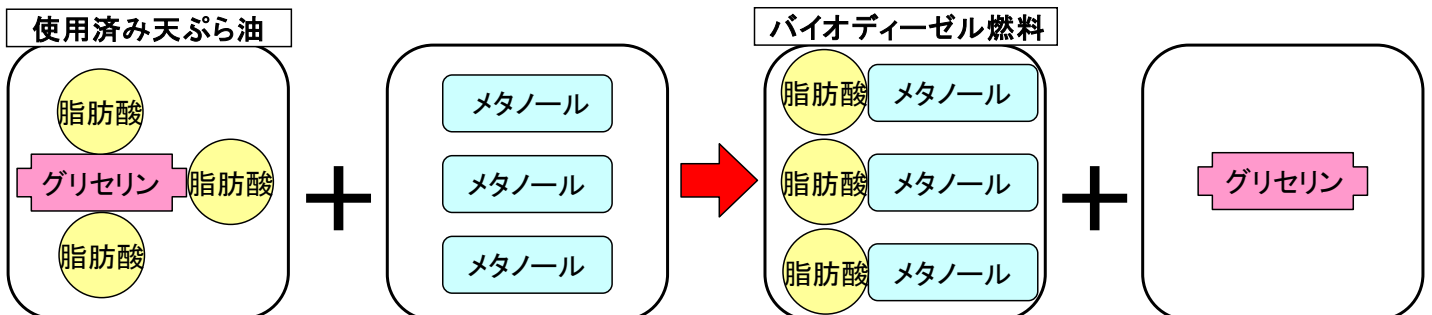 使用済み天ぷら油
脂肪酸
グリセリン
脂肪酸
脂肪酸
メタノール
メタノール
メタノール
バイオディーゼル燃料
脂肪酸
メタノール
脂肪酸
メタノール
脂肪酸
メタノール
グリセリン